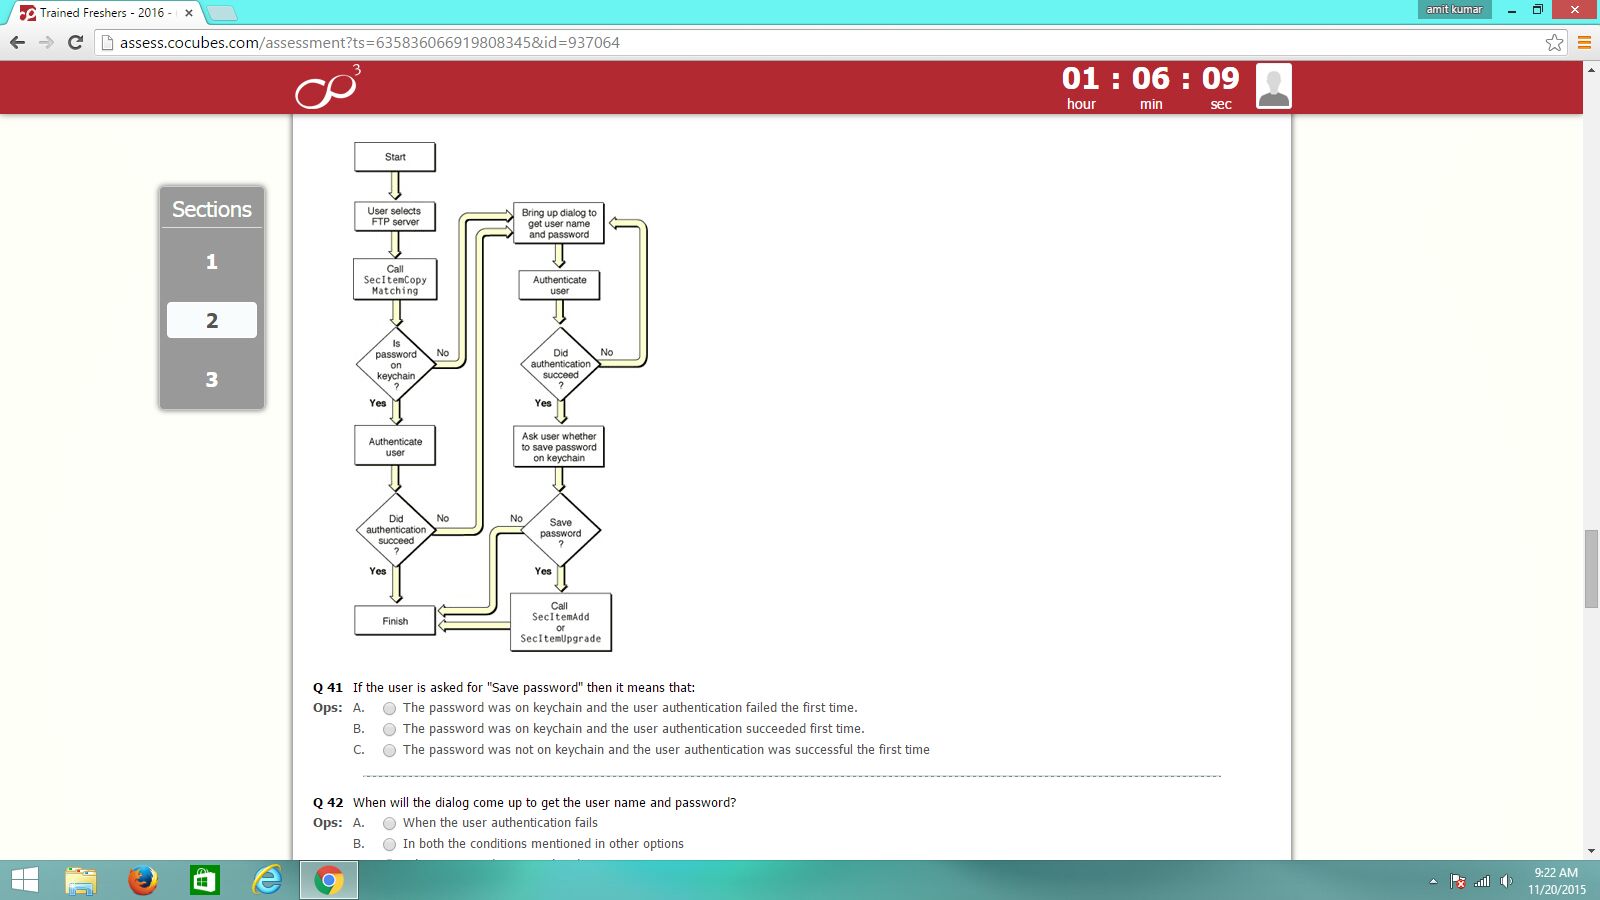 Trained Freshers - 2016 -
amit kumar
assess.cocubes.com/assessment?ts=635836066919808345&id=937064
3
01 : 06 : 09
hour min sec
Sections
1
2
3
Start
User selects
FTP server
Call
SecItemCopy
Matching
Is
password
on
keychain
?
No
Yes
Authenticate
user
Did
authentication
succeed
?
No
Yes
Finish
Bring up dialog to
get user name
and password
Authenticate
user
Did
authentication
succeed
?
No
Yes
Ask user whether
to save password
on keychain
Save
password
?
No
Yes
Call
SecItemAdd
or
SecItemUpgrade
Q 41 If the user is asked for "Save password" then it means that:
Ops: A. The password was on keychain and the user authentication failed the first time.
B. The password was on keychain and the user authentication succeeded first time.
C. The password was not on keychain and the user authentication was successful the first time
Q 42 When will the dialog come up to get the user name and password?
Ops: A. When the user authentication fails
B. In both the conditions mentioned in other options
9:22 AM
11/20/2015